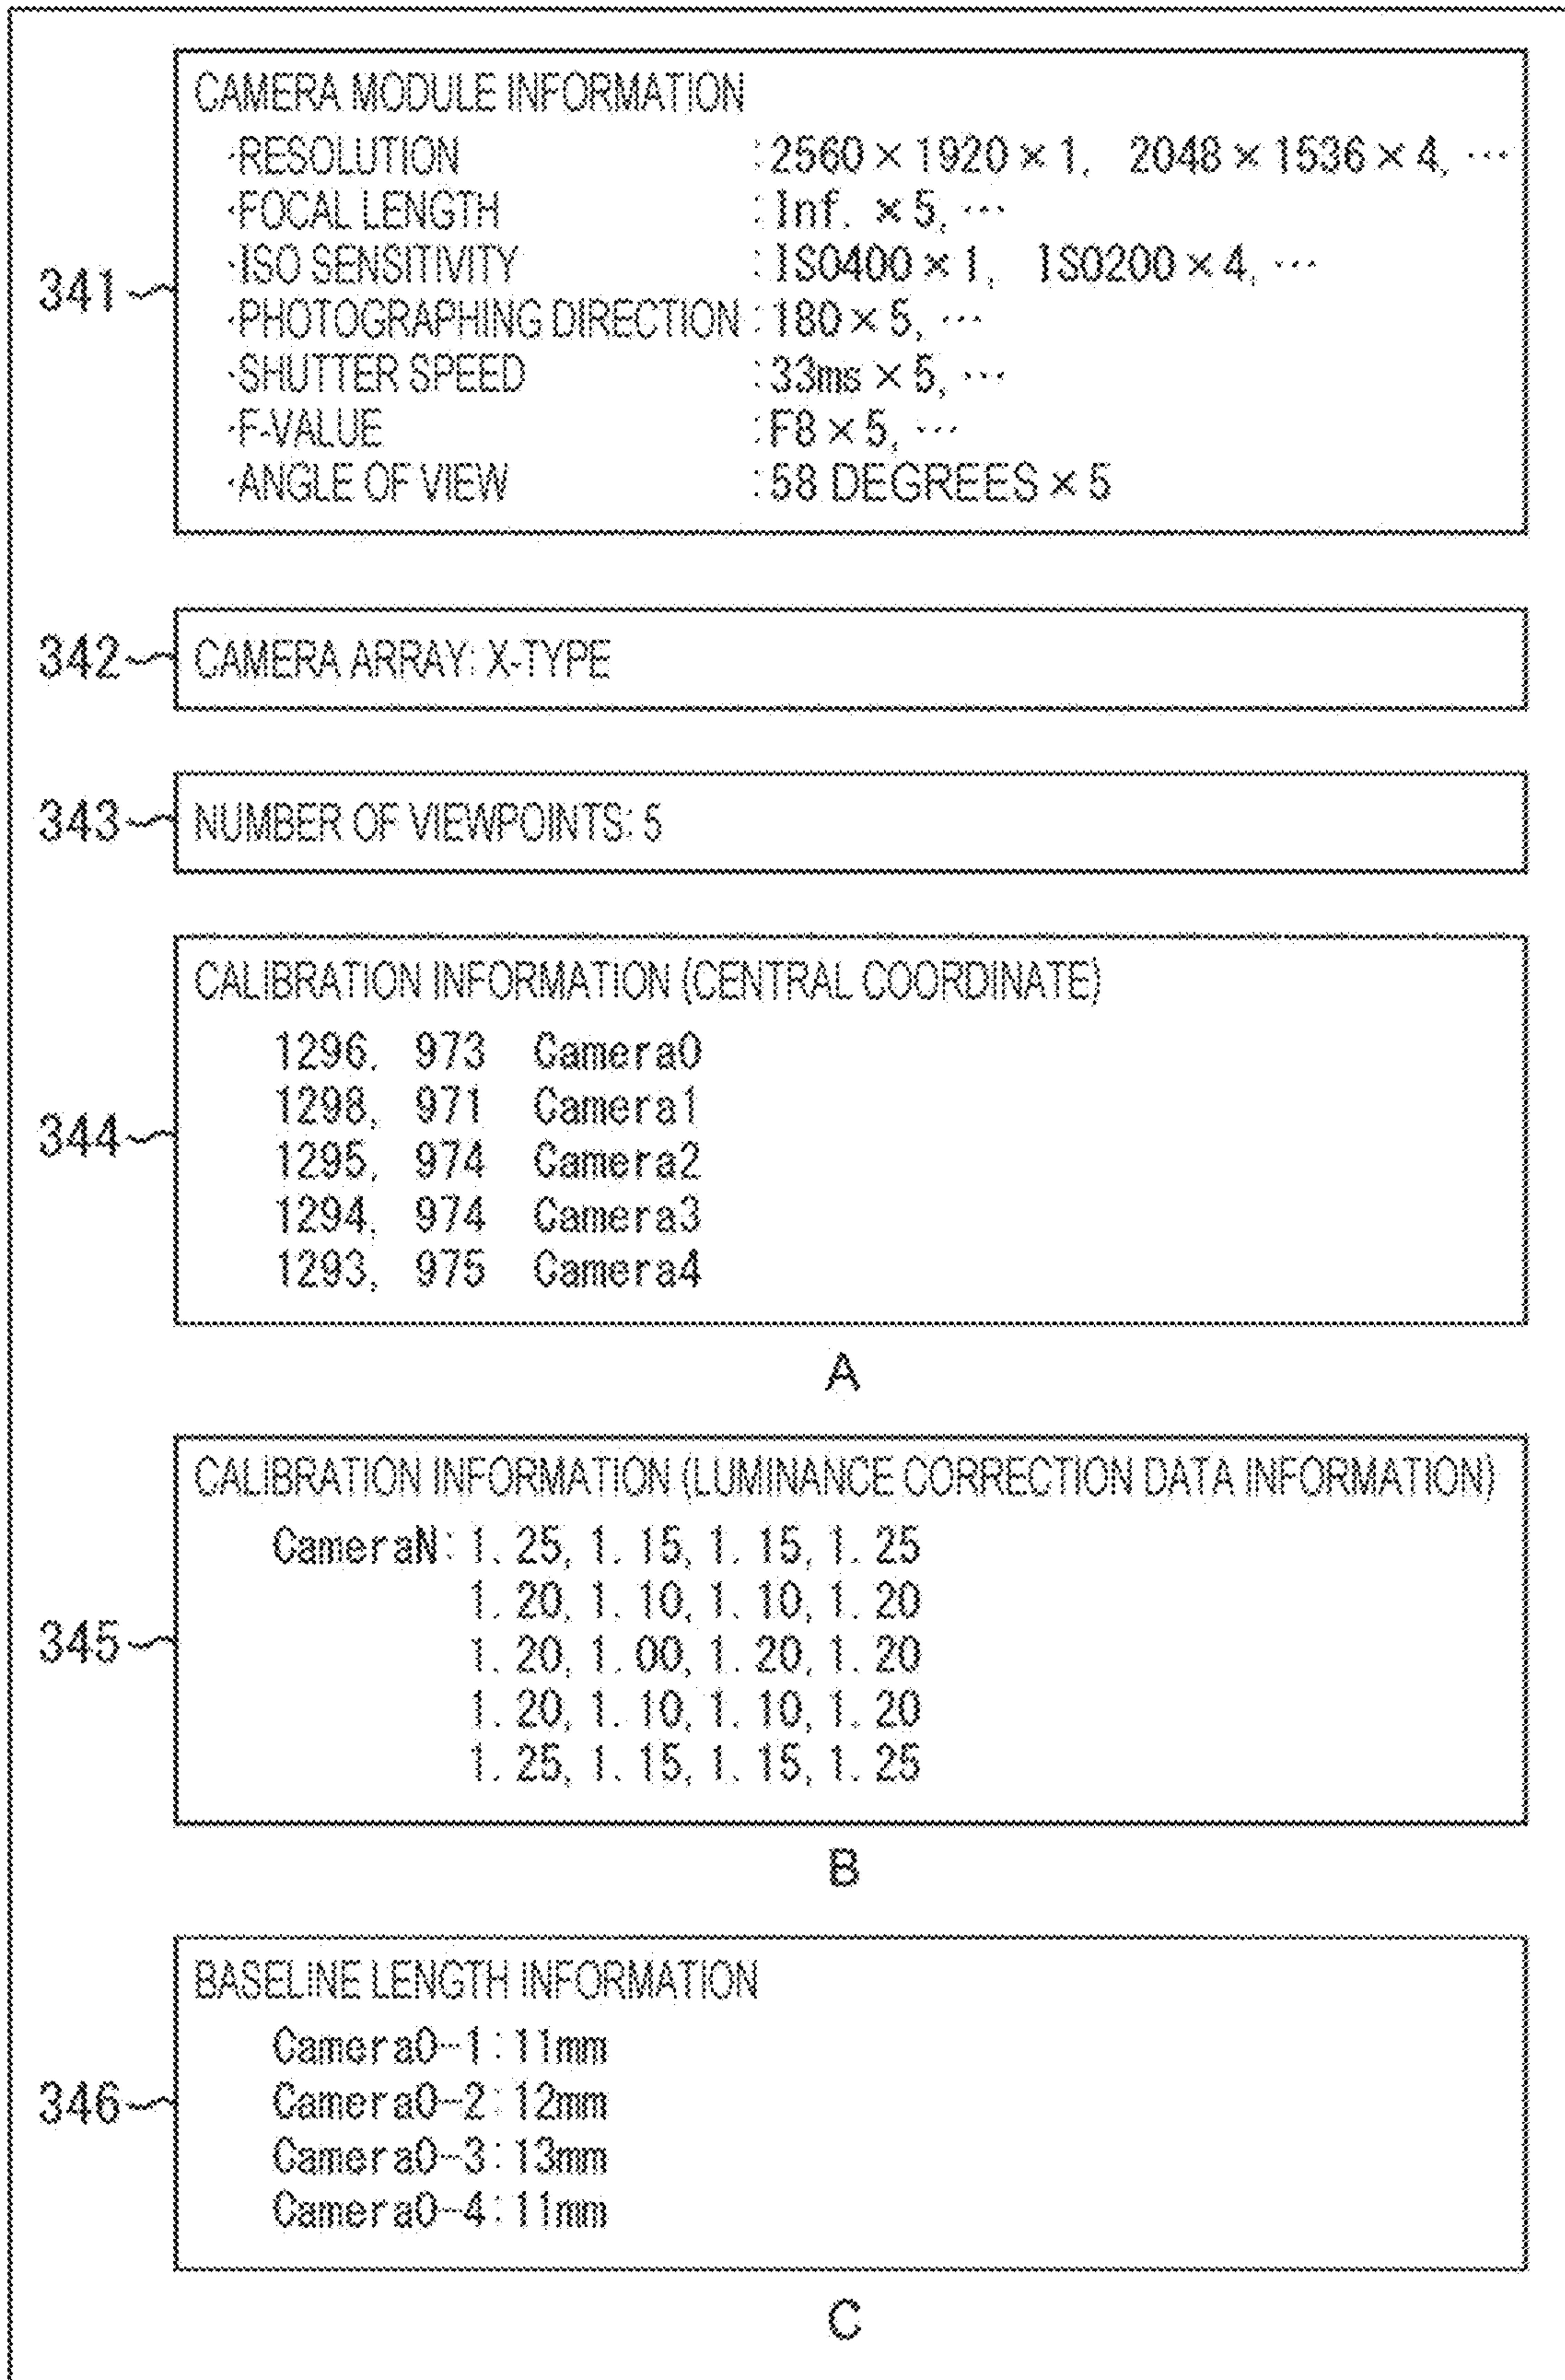 CAMERA MODULE INFORMATION
·RESOLUTION : 2560 × 1920 × 1, 2048 × 1536 × 4, ···
·FOCAL LENGTH : Inf. × 5, ···
341 ·ISO SENSITIVITY : ISO400 × 1, ISO200 × 4, ···
·PHOTOGRAPHING DIRECTION : 180 × 5, ···
·SHUTTER SPEED : 33ms × 5, ···
·F-VALUE : F8 × 5, ···
·ANGLE OF VIEW : 58 DEGREES × 5
342 CAMERA ARRAY: X-TYPE
343 NUMBER OF VIEWPOINTS: 5
CALIBRATION INFORMATION (CENTRAL COORDINATE)
1296, 973 Camera0
1298, 971 Camera1
344 1295, 974 Camera2
1294, 974 Camera3
1293, 975 Camera4
A
CALIBRATION INFORMATION (LUMINANCE CORRECTION DATA INFORMATION)
CameraN: 1.25, 1.15, 1.15, 1.25
1.20, 1.10, 1.10, 1.20
345 1.20, 1.00, 1.20, 1.20
1.20, 1.10, 1.10, 1.20
1.25, 1.15, 1.15, 1.25
B
BASELINE LENGTH INFORMATION
Camera0-1:11mm
346 Camera0-2:12mm
Camera0-3:13mm
Camera0-4:11mm
C